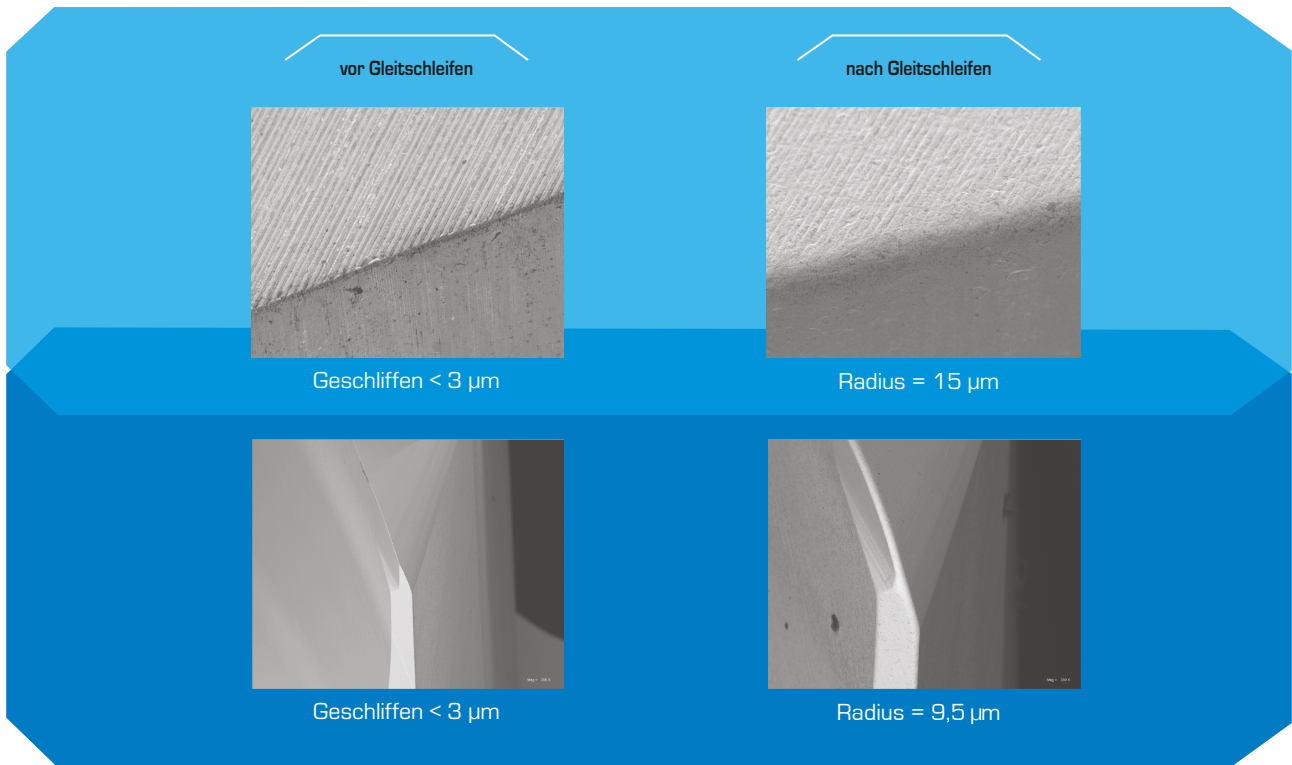 vor Gleitschleifen
nach Gleitschleifen
Geschliffen < 3 µm
Radius = 15 µm
Geschliffen < 3 µm
Radius = 9,5 µm